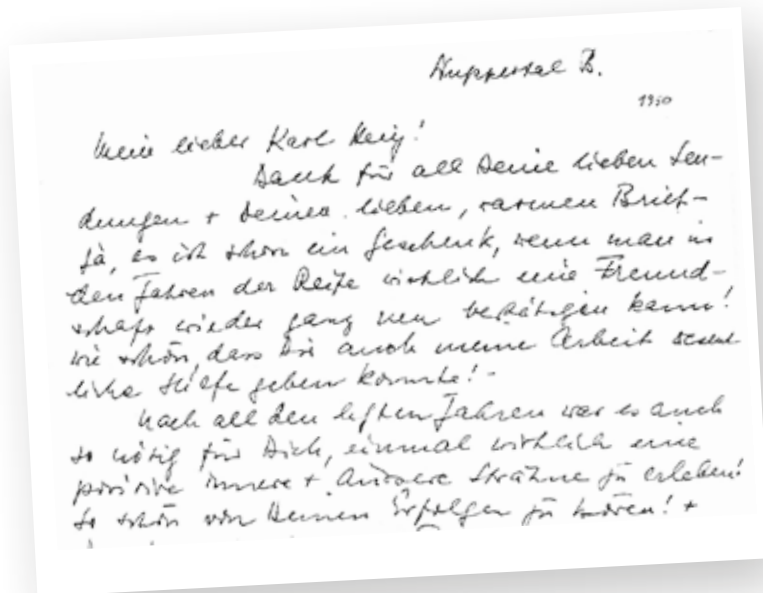 Wuppertal B.
1950
Mein lieber Karl
Dank für all Deine lieben Sen-
dungen + Deinen lieben, warmen Brief-
Ja, es ist schon ein Geschenk, wenn man in
den Jahren der Reife wirklich eine Freund-
schaft wieder ganz neu bestätigen kann!
Wie schön, dass Dir auch meine Arbeit wesent
liche Hilfe geben konnte! -
Nach all den letzten Jahren war es auch
so nötig für Dich, einmal wirklich eine
positive innere + äussere Strähne zu erleben!
So schön von Deinen Erfolgen zu hören! +